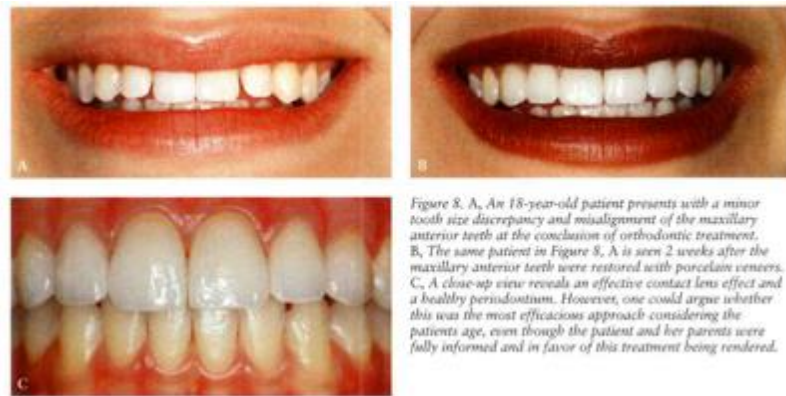 A
B
C
Figure 8. A, An 18-year-old patient presents with a minor
tooth size discrepancy and misalignment of the maxillary
anterior teeth at the conclusion of orthodontic treatment.
B, The same patient in Figure 8, A is seen 2 weeks after the
maxillary anterior teeth were restored with porcelain veneers.
C, A close-up view reveals an effective contact lens effect and
a healthy periodontium. However, one could argue whether
this was the most efficacious approach considering the
patients age, even though the patient and her parents were
fully informed and in favor of this treatment being rendered.